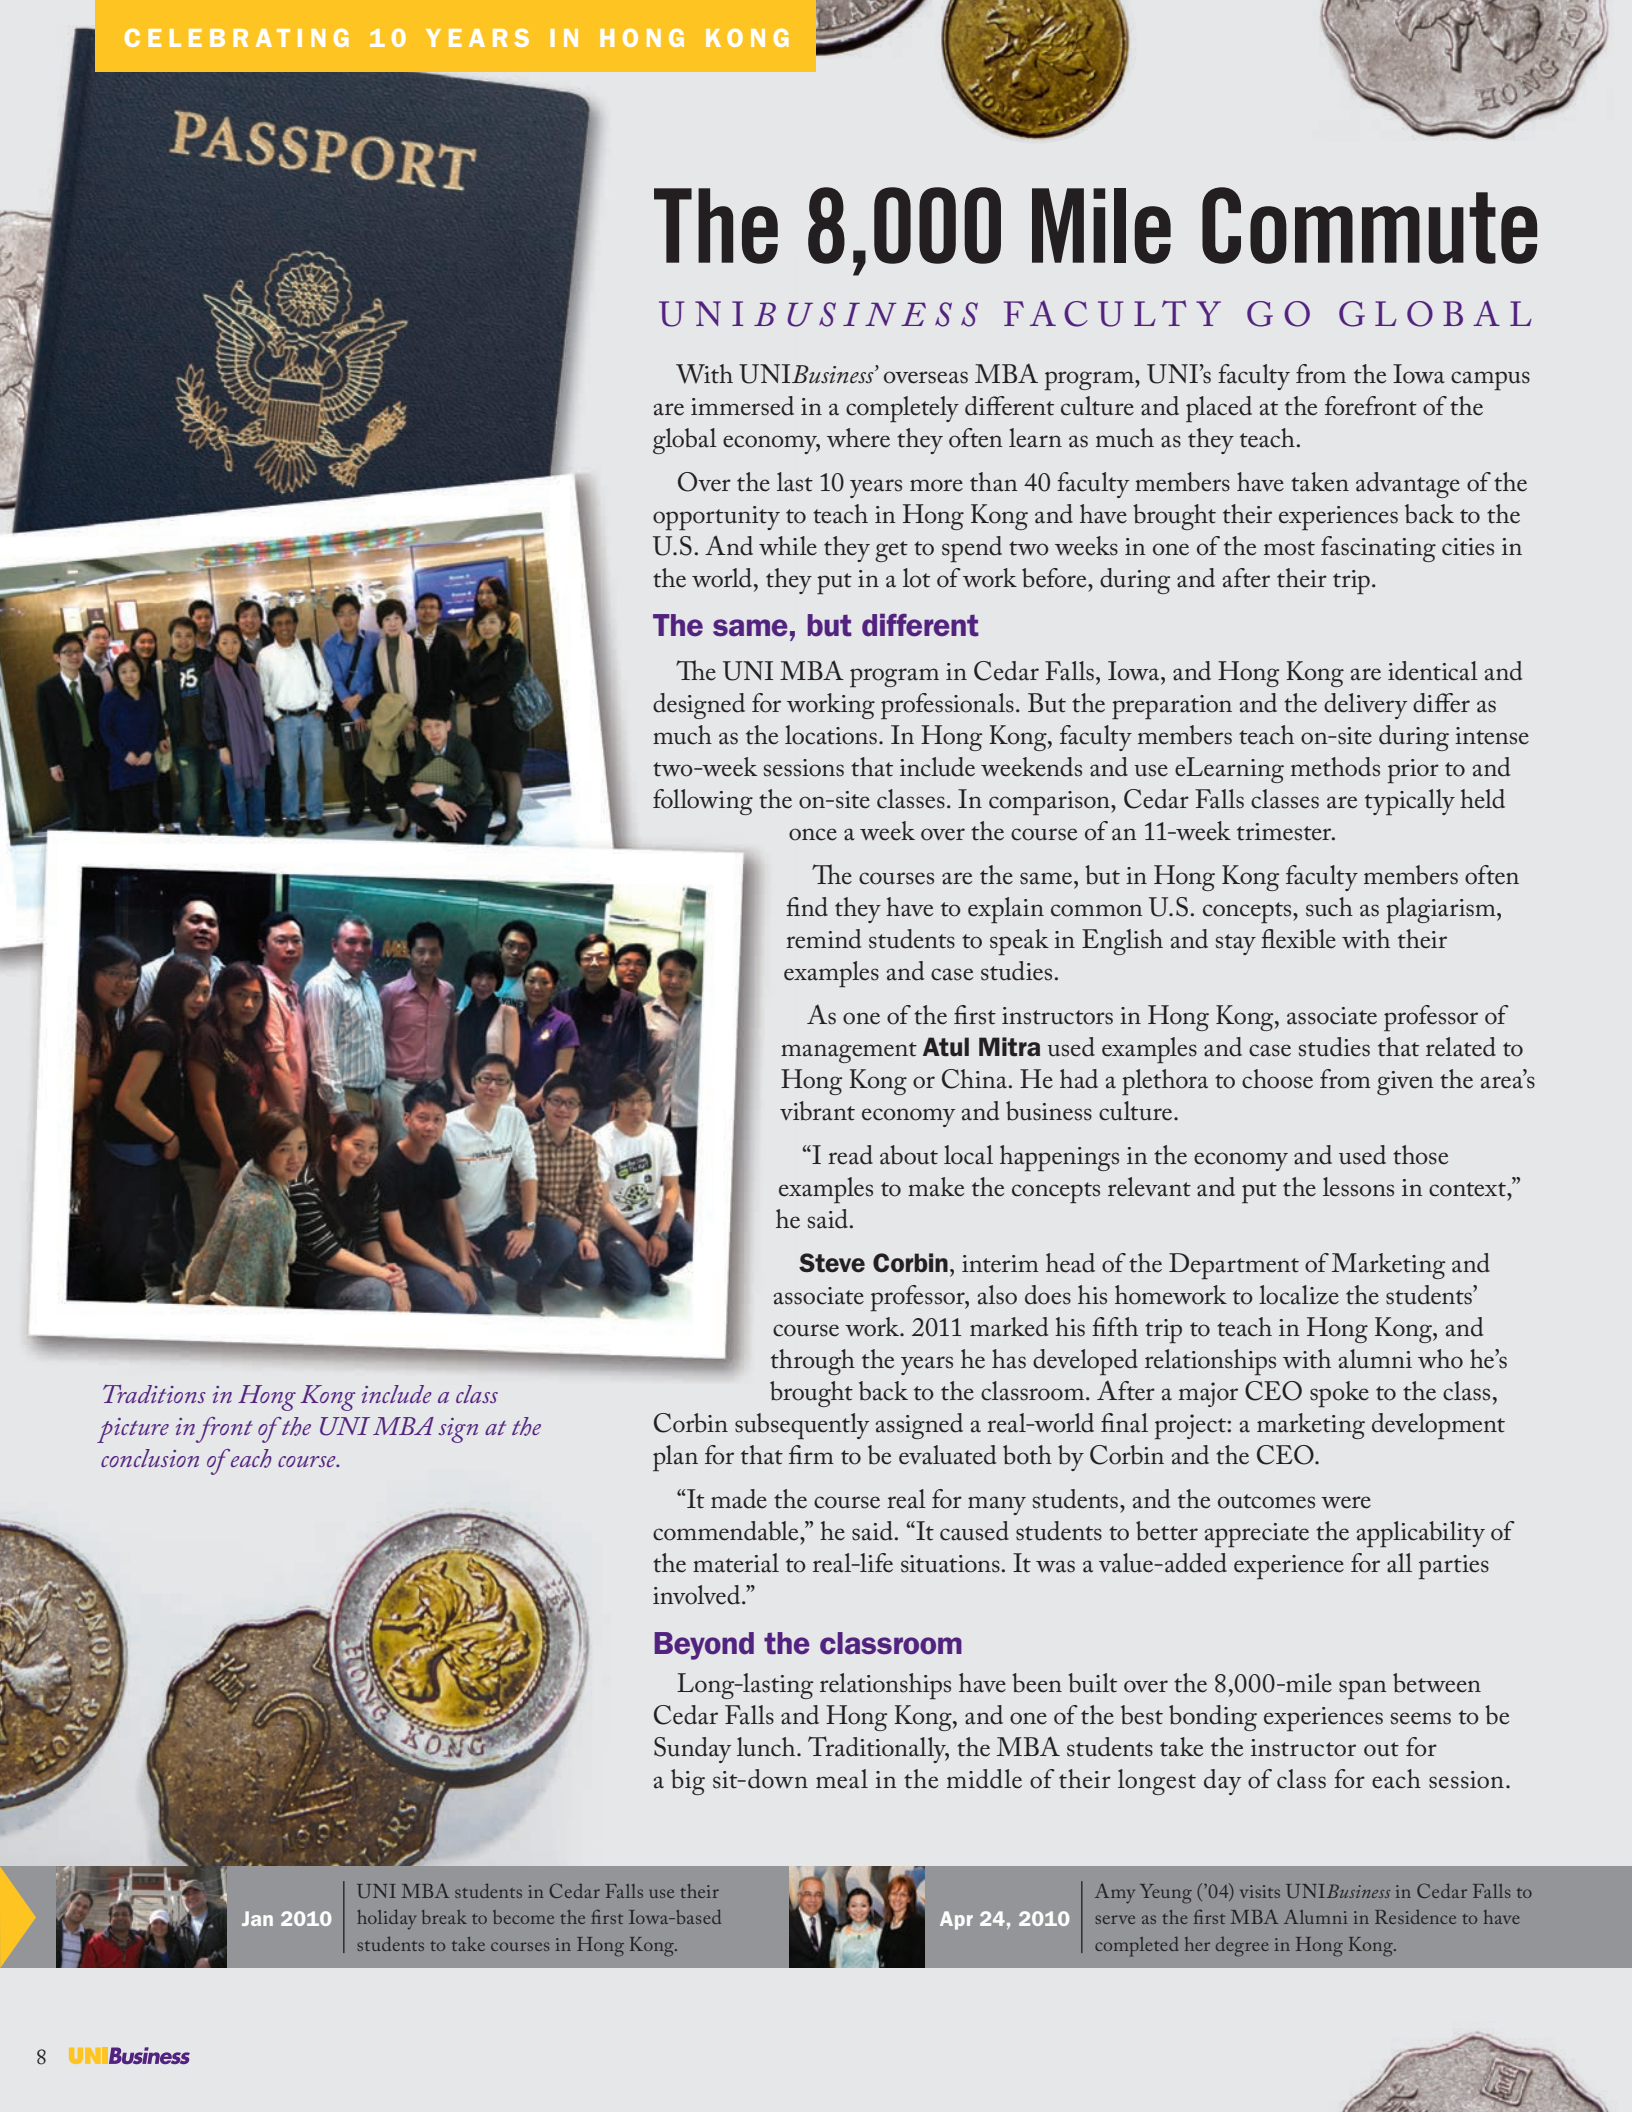 CELEBRATING 10 YEARS IN HONG KONG
PASSPORT
HONG KONG
HONG KO
The 8,000 Mile Commute
UNIBUSINESS FACULTY GO GLOBAL
With UNIBusiness’ overseas MBA program, UNI’s faculty from the Iowa campus
are immersed in a completely different culture and placed at the forefront of the
global economy, where they often learn as much as they teach.
Over the last 10 years more than 40 faculty members have taken advantage of the
opportunity to teach in Hong Kong and have brought their experiences back to the
U.S. And while they get to spend two weeks in one of the most fascinating cities in
the world, they put in a lot of work before, during and after their trip.
The same, but different
The UNI MBA program in Cedar Falls, Iowa, and Hong Kong are identical and
designed for working professionals. But the preparation and the delivery differ as
much as the locations. In Hong Kong, faculty members teach on-site during intense
two-week sessions that include weekends and use eLearning methods prior to and
following the on-site classes. In comparison, Cedar Falls classes are typically held
once a week over the course of an 11-week trimester.
The courses are the same, but in Hong Kong faculty members often
find they have to explain common U.S. concepts, such as plagiarism,
remind students to speak in English and stay flexible with their
examples and case studies.
As one of the first instructors in Hong Kong, associate professor of
management Atul Mitra used examples and case studies that related to
Hong Kong or China. He had a plethora to choose from given the area’s
vibrant economy and business culture.
“I read about local happenings in the economy and used those
examples to make the concepts relevant and put the lessons in context,”
he said.
Steve Corbin, interim head of the Department of Marketing and
associate professor, also does his homework to localize the students’
course work. 2011 marked his fifth trip to teach in Hong Kong, and
through the years he has developed relationships with alumni who he’s
brought back to the classroom. After a major CEO spoke to the class,
Corbin subsequently assigned a real-world final project: a marketing development
plan for that firm to be evaluated both by Corbin and the CEO.
“It made the course real for many students, and the outcomes were
commendable,” he said. “It caused students to better appreciate the applicability of
the material to real-life situations. It was a value-added experience for all parties
involved.”
Beyond the classroom
Long-lasting relationships have been built over the 8,000-mile span between
Cedar Falls and Hong Kong, and one of the best bonding experiences seems to be
Sunday lunch. Traditionally, the MBA students take the instructor out for
a big sit-down meal in the middle of their longest day of class for each session.
Traditions in Hong Kong include a class
picture in front of the UNI MBA sign at the
conclusion of each course.
HONG KONG
HONG KONG
2
1993
Jan 2010
UNI MBA students in Cedar Falls use their
holiday break to become the first Iowa-based
students to take courses in Hong Kong.
Apr 24, 2010
Amy Yeung (’04) visits UNIBusiness in Cedar Falls to
serve as the first MBA Alumni in Residence to have
completed her degree in Hong Kong.
8 UNIBusiness